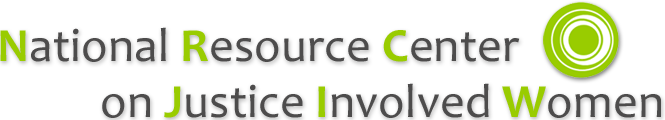 National Resource Center
on Justice Involved Women